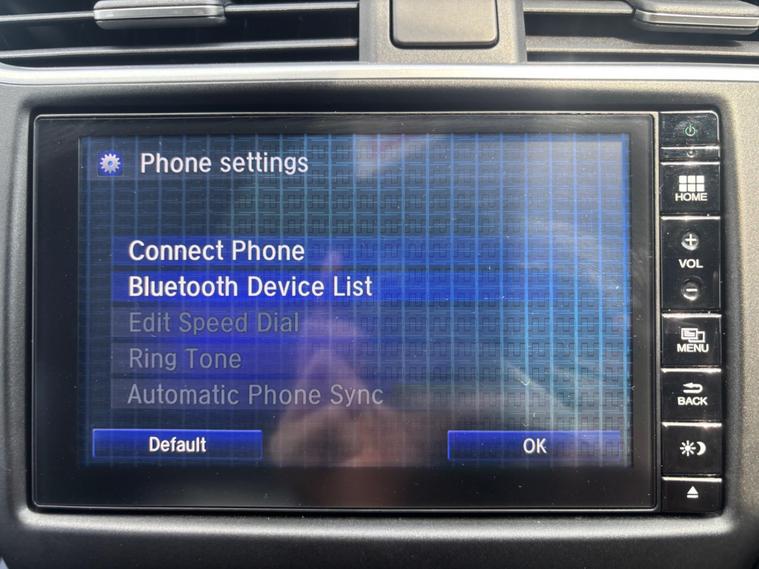 Phone settings
HOME
Connect Phone
+
VOL
Bluetooth Device List
-
Edit Speed Dial
MENU
Ring Tone
Automatic Phone Sync
BACK
Default
OK